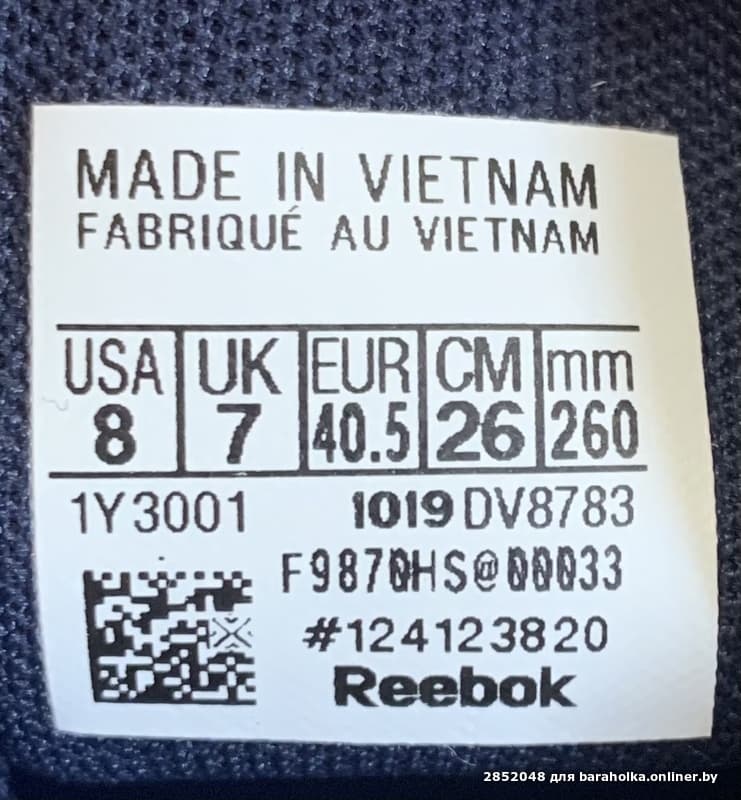 MADE IN VIETNAM
FABRIQUÉ AU VIETNAM
USA UK EUR CM mm
8 7 40.5 26 260
1Y3001 1019 DV8783
F9870HS@00033
#124123820
Reebok
2852048 для baraholka.onliner.by